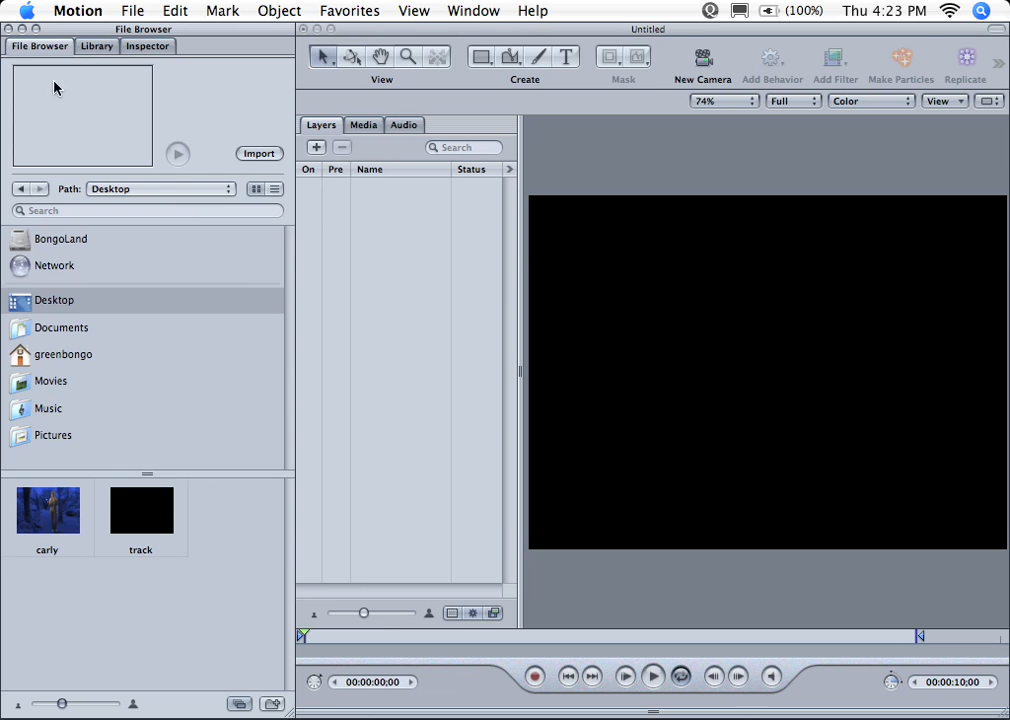 Motion File Edit Mark Object Favorites View Window Help (100%) Thu 4:23 PM
File Browser
Untitled
File Browser Library Inspector
View Create Mask New Camera Add Behavior Add Filter Make Particles Replicate
T
74% Full Color View
Layers Media Audio
Import
Search
On Pre Name Status
Path: Desktop
Search
BongoLand
Network
Desktop
Documents
greenbongo
Movies
Music
Pictures
carly track
00:00:00;00
00:00:10;00